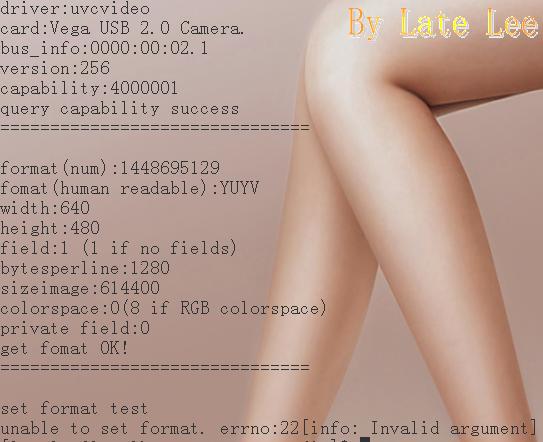 driver:uvcvideo
By Late Lee
card:Vega USB 2.0 Camera.
bus_info:0000:00:02.1
version:256
capability:4000001
query capability success
===============================
format(num):1448695129
fomat(human readable):YUYV
width:640
height:480
field:1 (1 if no fields)
bytesperline:1280
sizeimage:614400
colorspace:0(8 if RGB colorspace)
private field:0
get fomat OK!
===============================
set format test
unable to set format. errno:22[info: Invalid argument]